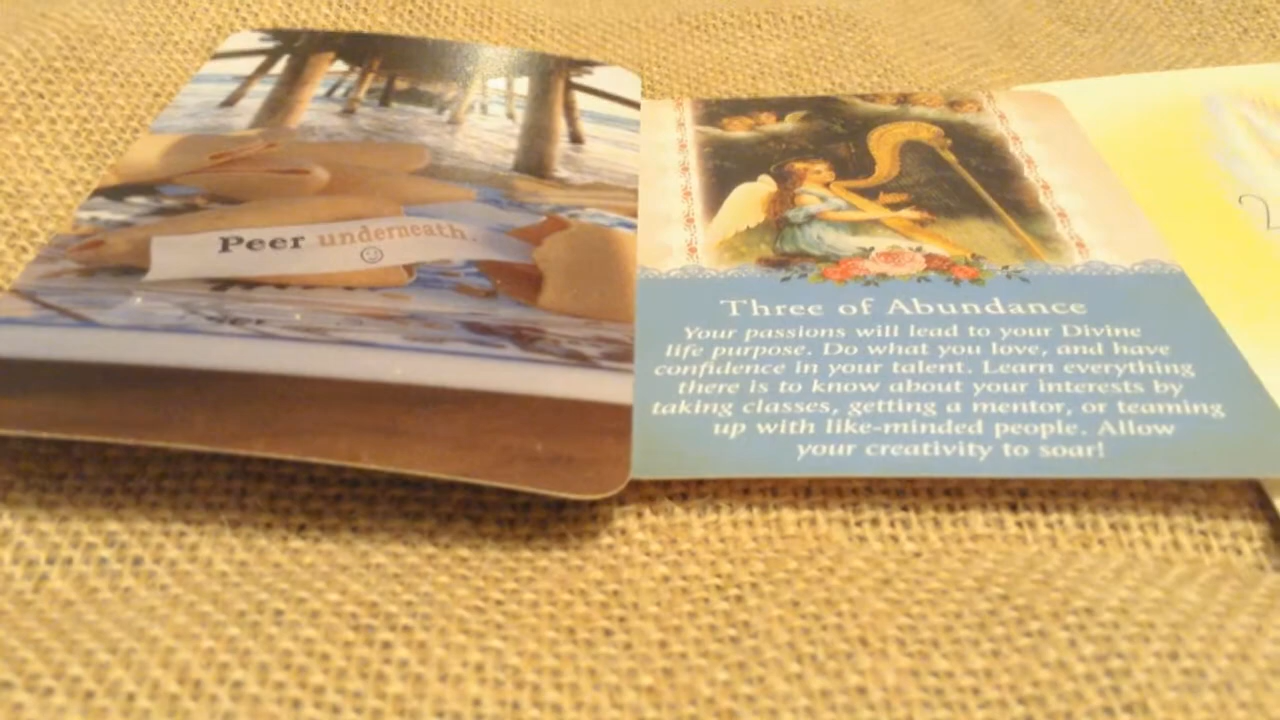 Peer underneath.
Three of Abundance
Your passions will lead to your Divine
life purpose. Do what you love, and have
confidence in your talent. Learn everything
there is to know about your interests by
taking classes, getting a mentor, or teaming
up with like-minded people. Allow
your creativity to soar!